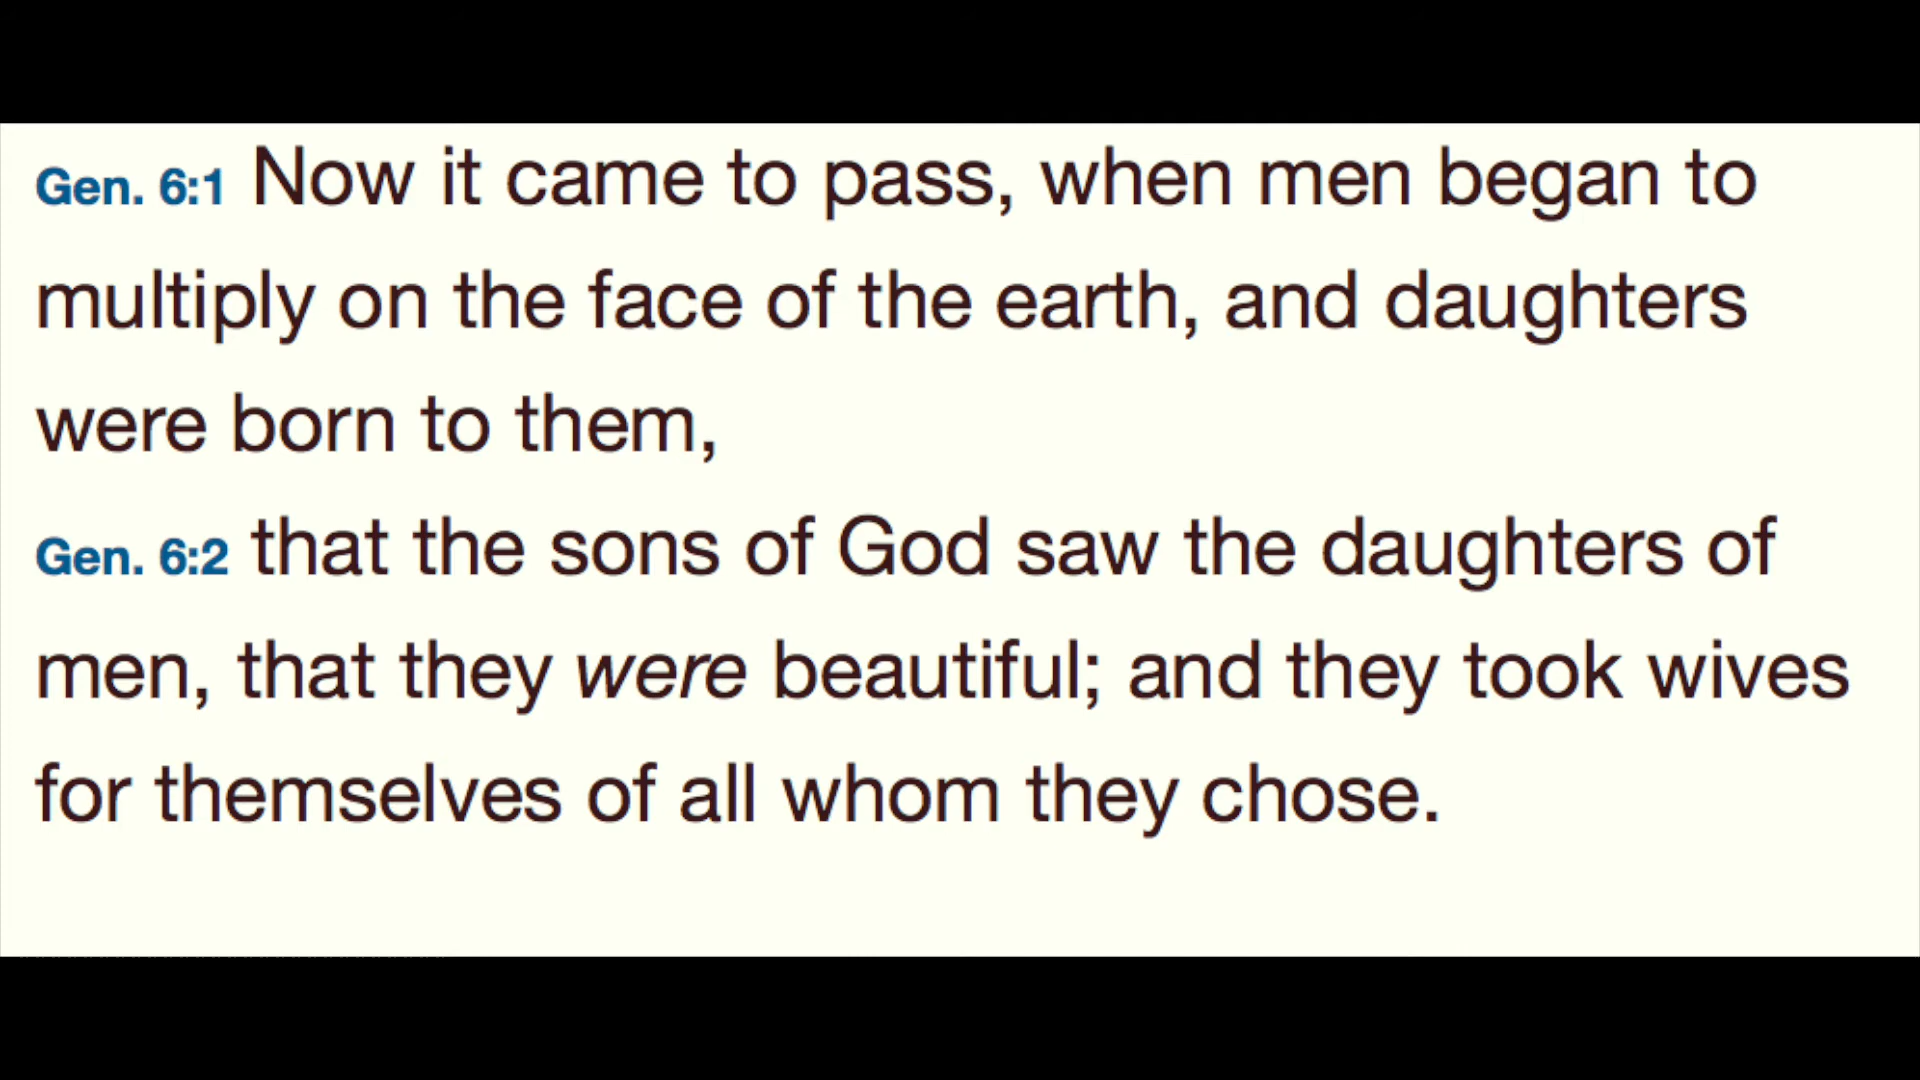 Gen. 6:1 Now it came to pass, when men began to
multiply on the face of the earth, and daughters
were born to them,
Gen. 6:2 that the sons of God saw the daughters of
men, that they were beautiful; and they took wives
for themselves of all whom they chose.